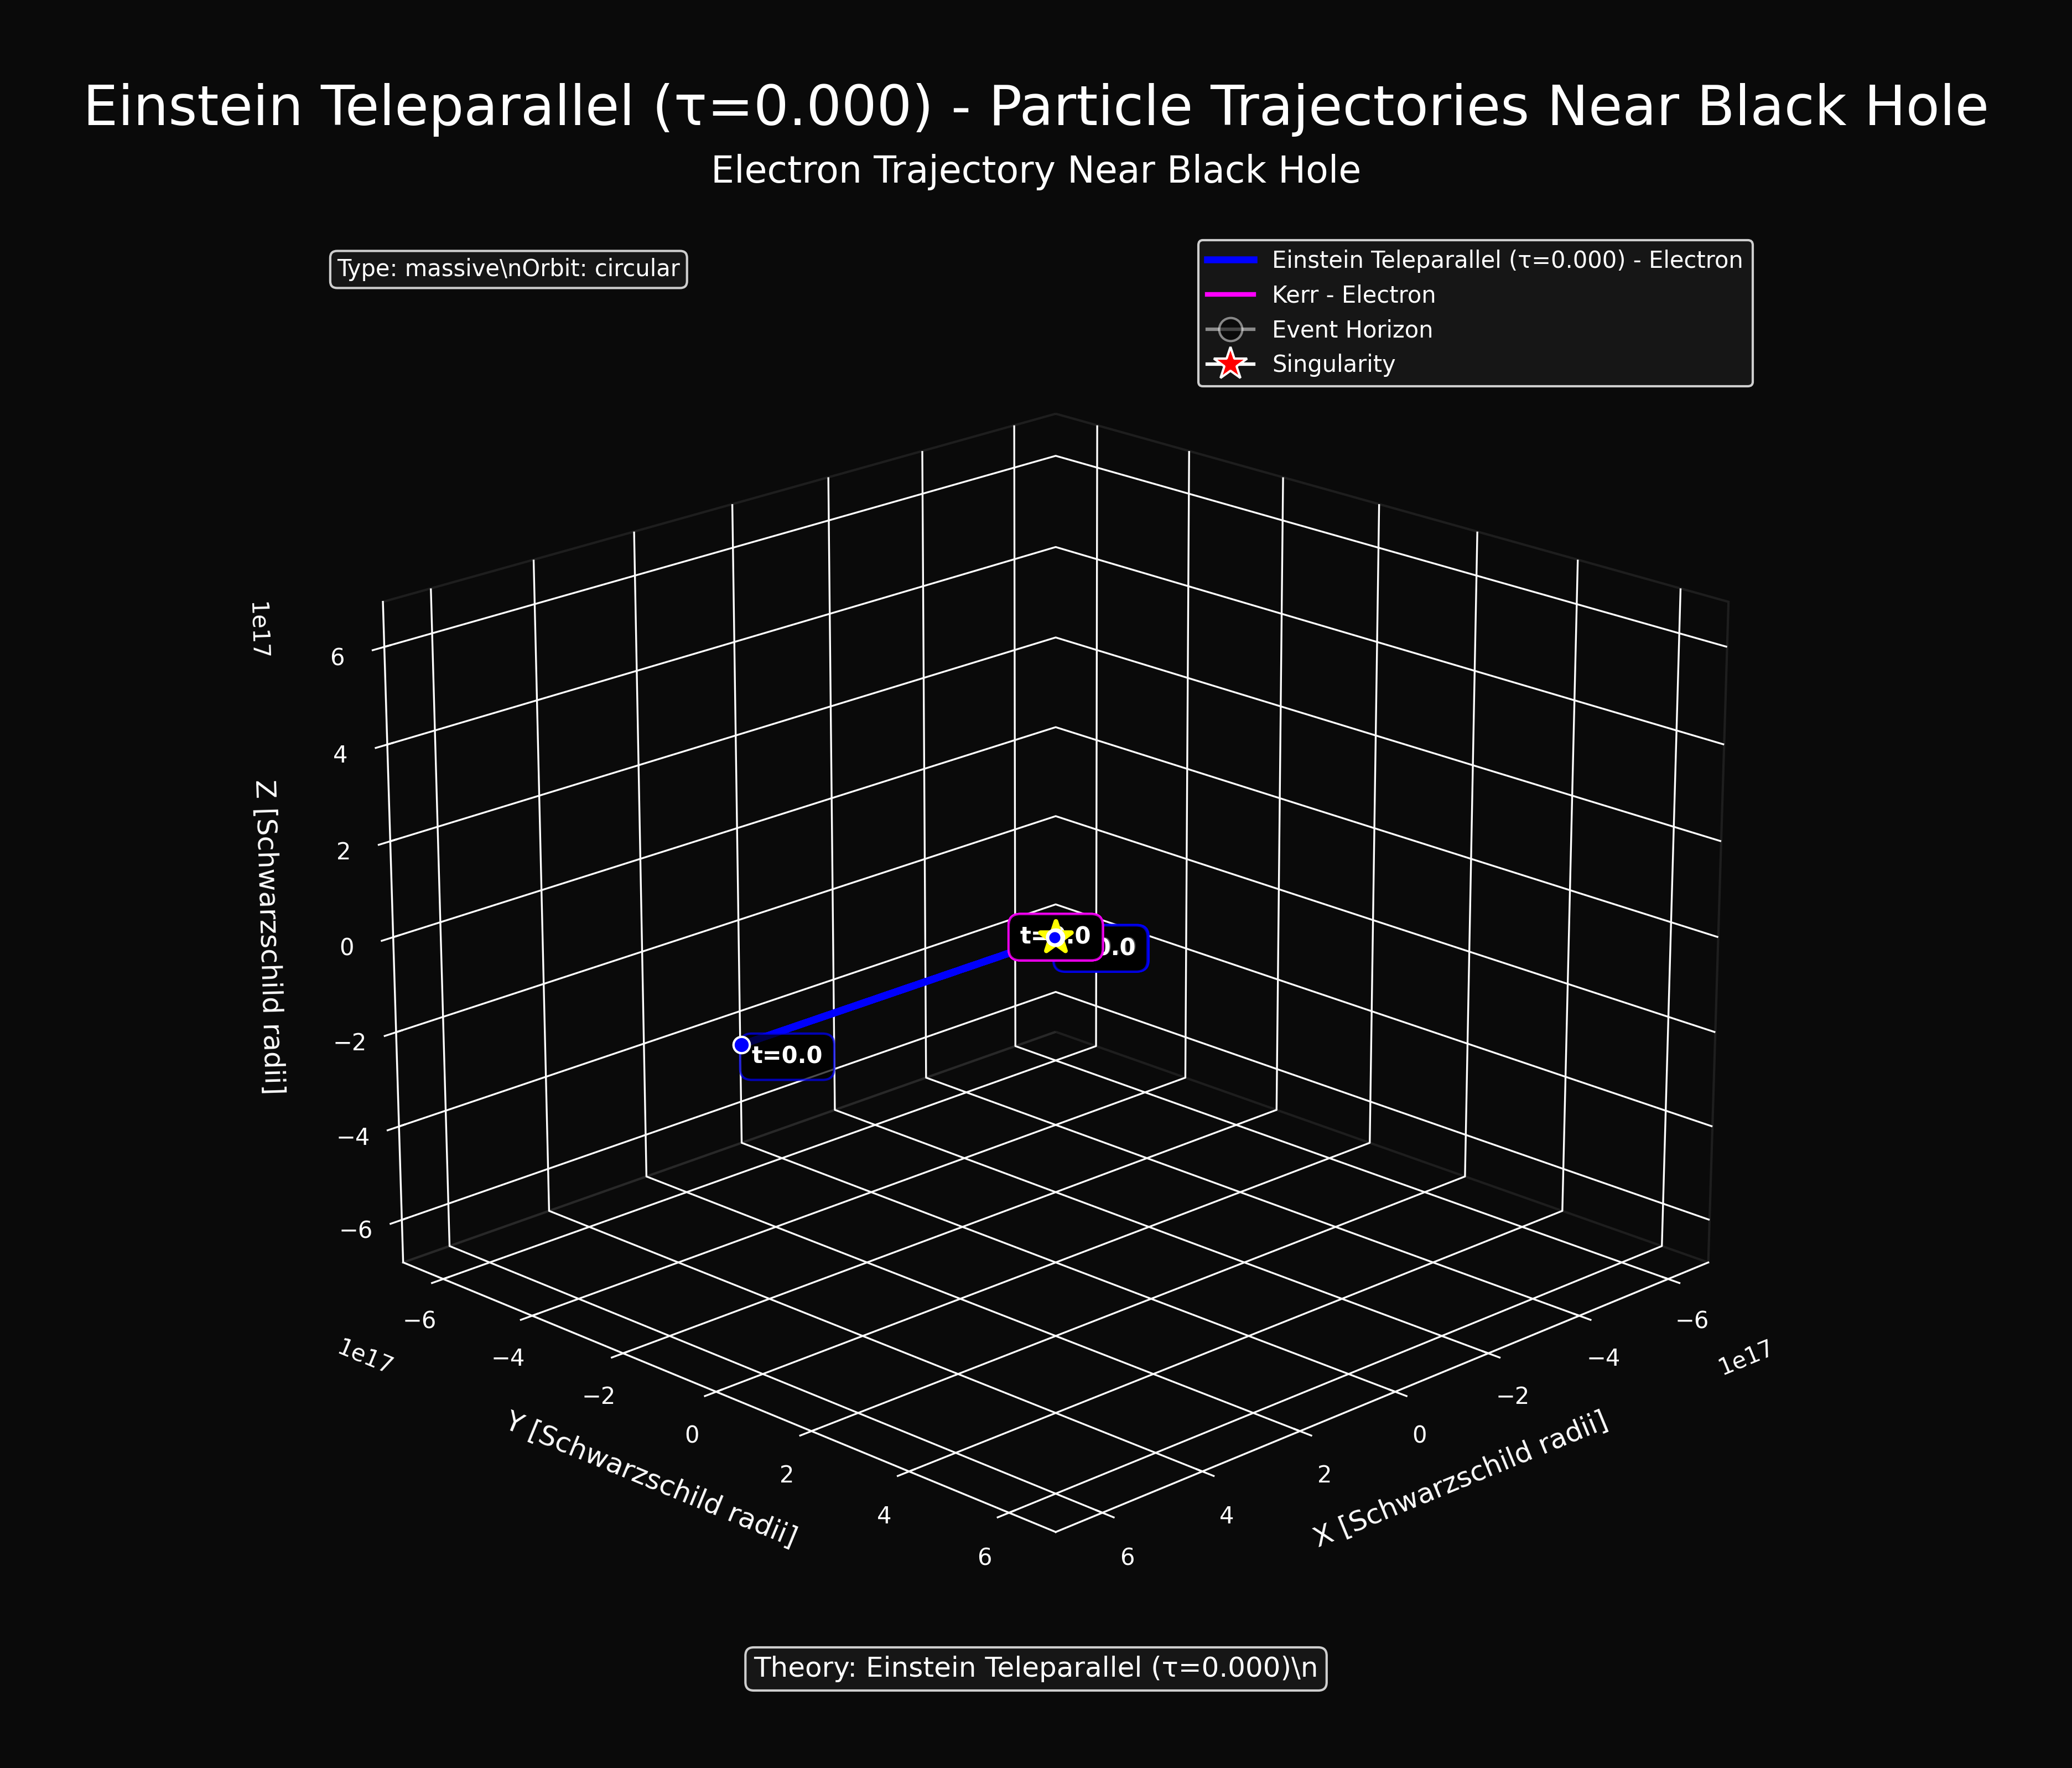 Einstein Teleparallel (τ=0.000) - Particle Trajectories Near Black Hole
Electron Trajectory Near Black Hole
Type: massive\nOrbit: circular
Einstein Teleparallel (τ=0.000) - Electron
Kerr - Electron
Event Horizon
Singularity
1e17
6
4
2
0
−2
−4
−6
Z [Schwarzschild radii]
t=0.0
t=0.0
−6
−4
−2
0
2
4
6
1e17
Y [Schwarzschild radii]
−6
−4
−2
0
2
4
6
1e17
X [Schwarzschild radii]
Theory: Einstein Teleparallel (τ=0.000)\n